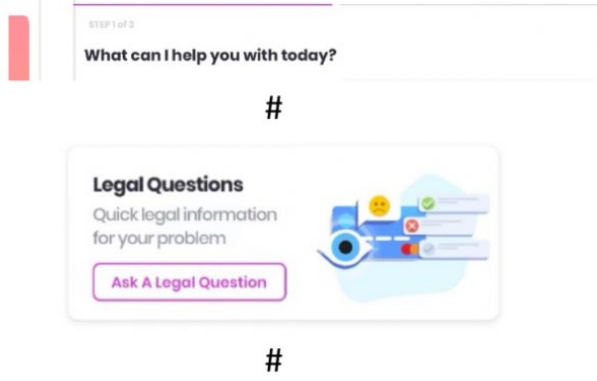 STEP 1 of 3
What can I help you with today?
#
Legal Questions
Quick legal information
for your problem
Ask A Legal Question
#